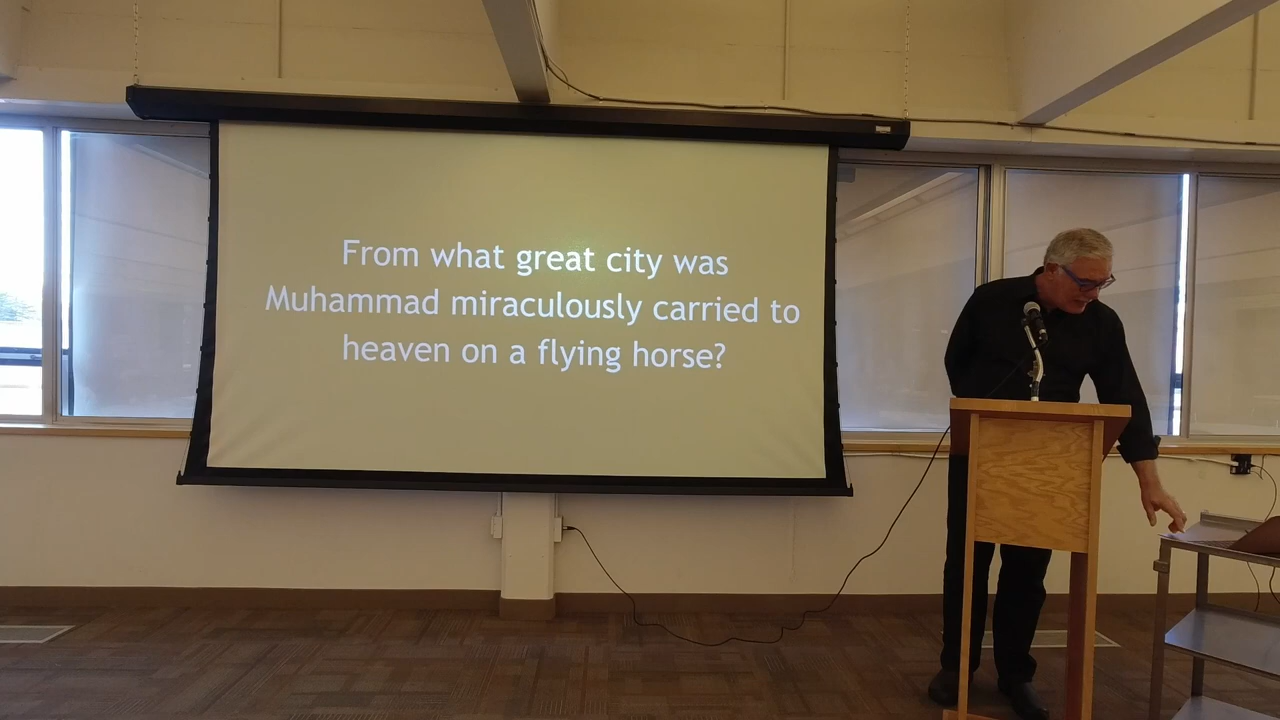 From what great city was
Muhammad miraculously carried to
heaven on a flying horse?